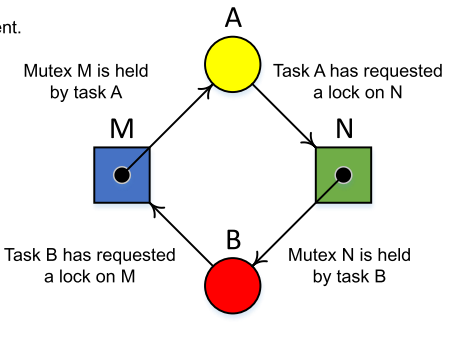 ent.
A
Mutex M is held
by task A
Task A has requested
a lock on N
M
N
B
Task B has requested
a lock on M
Mutex N is held
by task B